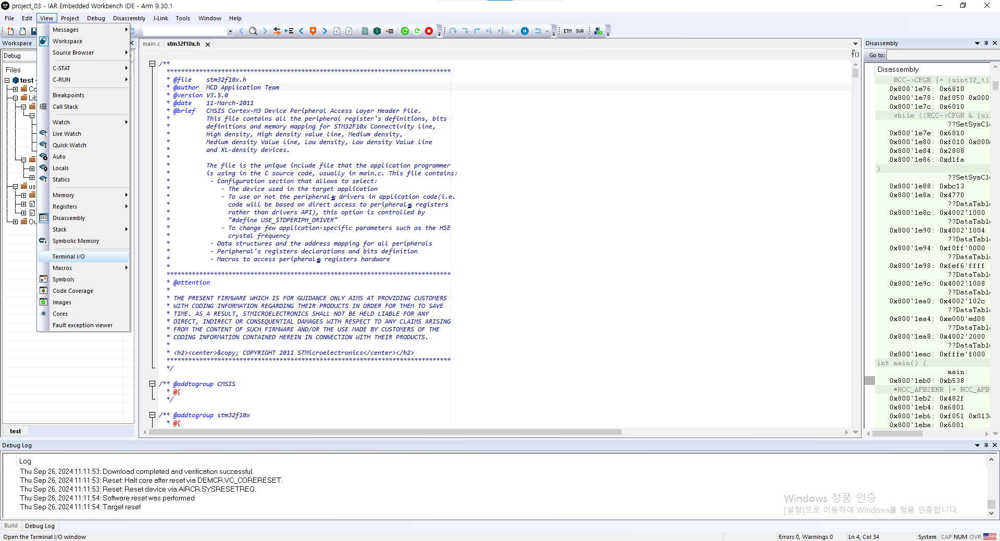 project_03 - IAR Embedded Workbench IDE - Arm 9.30.1
File Edit View Project Debug Disassembly J-Link Tools Window Help
ETM SWO
Workspace
Debug
Files
test
test
Messages
Workspace
Source Browser
C-STAT
C-RUN
Breakpoints
Call Stack
Watch
Live Watch
Quick Watch
Auto
Locals
Statics
Memory
Registers
Disassembly
Stack
Symbolic Memory
Terminal I/O
Macros
Symbols
Code Coverage
Images
Cores
Fault exception viewer
main.c stm32f10x.h
f()
/**
******************************************************************************
* @file    stm32f10x.h
* @author  MCD Application Team
* @version V3.5.0
* @date    11-March-2011
* @brief   CMSIS Cortex-M3 Device Peripheral Access Layer Header File.
*          This file contains all the peripheral register's definitions, bits
*          definitions and memory mapping for STM32F10x Connectivity line,
*          High density, High density value line, Medium density,
*          Medium density Value line, Low density, Low density Value line
*          and XL-density devices.
*
*          The file is the unique include file that the application programmer
*          is using in the C source code, usually in main.c. This file contains:
*           - Configuration section that allows to select:
*              - The device used in the target application
*              - To use or not the peripheral drivers in application code(i.e.
*                code will be based on direct access to peripheral registers
*                rather than drivers API), this option is controlled by
*                "#define USE_STDPERIPH_DRIVER"
*              - To change few application-specific parameters such as the HSE
*                crystal frequency
*           - Data structures and the address mapping for all peripherals
*           - Peripheral's registers declarations and bits definition
*           - Macros to access peripheral registers hardware
*
******************************************************************************
* @attention
*
* THE PRESENT FIRMWARE WHICH IS FOR GUIDANCE ONLY AIMS AT PROVIDING CUSTOMERS
* WITH CODING INFORMATION REGARDING THEIR PRODUCTS IN ORDER FOR THEM TO SAVE
* TIME. AS A RESULT, STMICROELECTRONICS SHALL NOT BE HELD LIABLE FOR ANY
* DIRECT, INDIRECT OR CONSEQUENTIAL DAMAGES WITH RESPECT TO ANY CLAIMS ARISING
* FROM THE CONTENT OF SUCH FIRMWARE AND/OR THE USE MADE BY CUSTOMERS OF THE
* CODING INFORMATION CONTAINED HEREIN IN CONNECTION WITH THEIR PRODUCTS.
*
* <h2><center>&copy; COPYRIGHT 2011 STMicroelectronics</center></h2>
******************************************************************************
*/
/** @addtogroup CMSIS
* @{
*/
/** @addtogroup stm32f10x
* @{
Disassembly
Go to:
Disassembly
RCC->CFGR |= (uint32_t)
0x800'1e76: 0x6810
0x800'1e78: 0xf050 0x000
0x800'1e7c: 0x6010
while ((RCC->CFGR & (ui
??SetSysCl
0x800'1e7e: 0x6810
0x800'1e80: 0xf010 0x000
0x800'1e84: 0x2808
0x800'1e86: 0xd1fa
}
??SetSysCl
0x800'1e88: 0xbc13
0x800'1e8a: 0x4770
??DataTabl
0x800'1e8c: 0x4002'1000
??DataTabl
0x800'1e90: 0x4002'1004
??DataTabl
0x800'1e94: 0xf0ff'0000
??DataTabl
0x800'1e98: 0xfef6'ffff
??DataTabl
0x800'1e9c: 0x4002'1008
??DataTabl
0x800'1ea0: 0x4002'102c
??DataTabl
0x800'1ea4: 0xe000'ed08
??DataTabl
0x800'1ea8: 0x4002'2000
??DataTabl
0x800'1eac: 0xfffe'f000
int main() {
main:
0x800'1eb0: 0xb538
*RCC_APB2ENR |= RCC_APB
0x800'1eb2: 0x482f
0x800'1eb4: 0x6801
0x800'1eb6: 0xf051 0x013
0x800'1eba: 0x6001
Debug Log
Log
Thu Sep 26, 2024 11:11:53: Download completed and verification successful.
Thu Sep 26, 2024 11:11:53: Reset: Halt core after reset via DEMCR.VC_CORERESET.
Thu Sep 26, 2024 11:11:53: Reset: Reset device via AIRCR.SYSRESETREQ.
Thu Sep 26, 2024 11:11:54: Software reset was performed
Thu Sep 26, 2024 11:11:54: Target reset
Windows 정품 인증
[설정]으로 이동하여 Windows를 정품 인증합니다.
Build Debug Log
Open the Terminal I/O window
Errors 0, Warnings 0
Ln 4, Col 34
System CAP NUM OVR